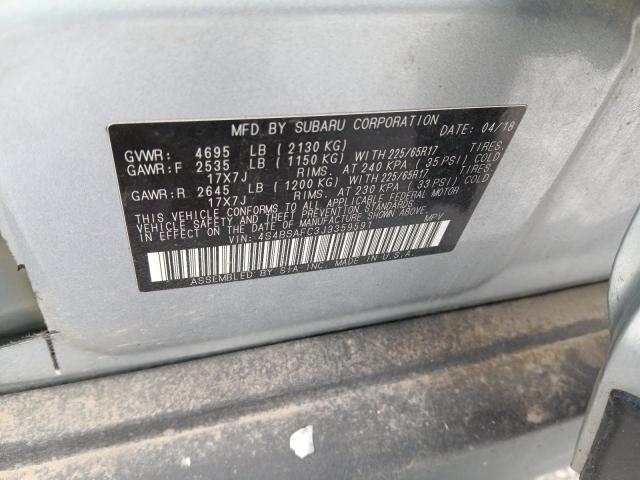 MFD BY SUBARU CORPORATION DATE: 04/18
GVWR: 4695 LB ( 2130 KG)
GAWR:F 2535 LB ( 1150 KG) WITH 225/65R17 TIRES.
17X7J RIMS. AT 240 KPA ( 35 PSI) COLD
GAWR:R 2645 LB ( 1200 KG) WITH 225/65R17 TIRES.
17X7J RIMS. AT 230 KPA ( 33 PSI) COLD
THIS VEHICLE CONFORMS TO ALL APPLICABLE FEDERAL MOTOR
VEHICLE SAFETY AND BUMPER STANDARDS IN EFFECT ON THE
DATE OF MANUFACTURE SHOWN ABOVE.
VIN: 4S4BSAFC3J3359597 MPV
ASSEMBLED BY SIA INC. MADE IN U.S.A.